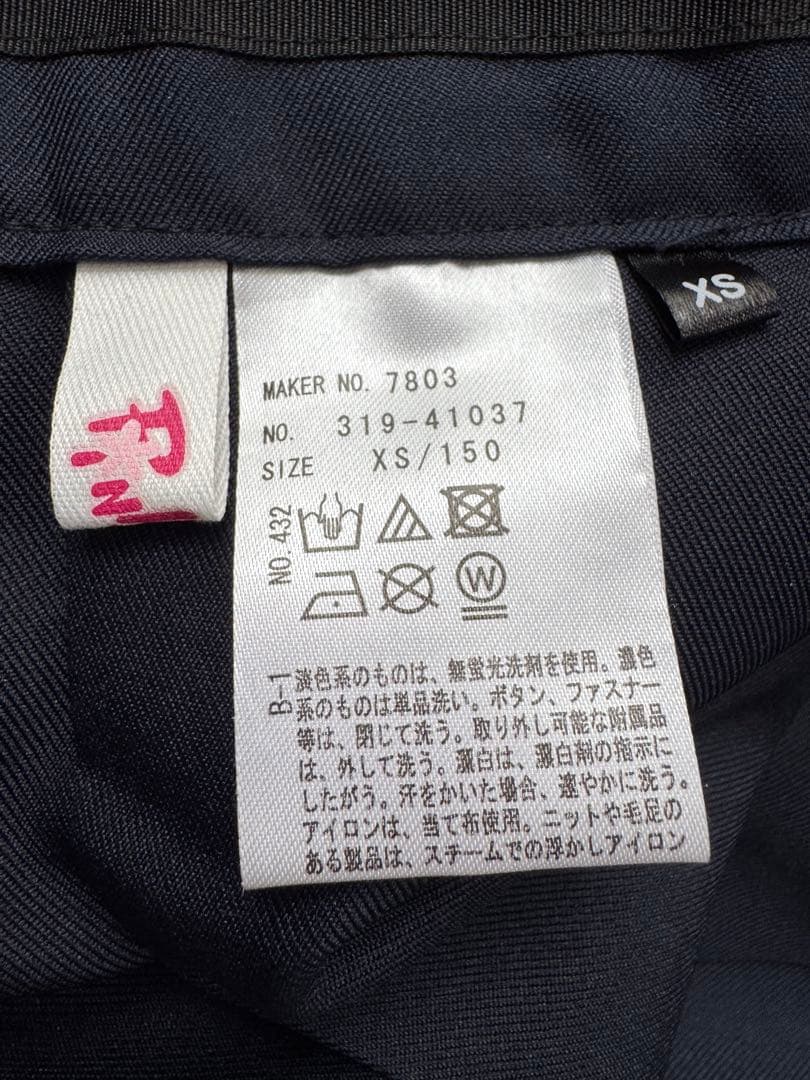 XS
MAKER NO. 7803
NO. 319-41037
SIZE XS/150
NO.432
W
B-1
淡色系のものは、無蛍光洗剤を使用。濃色
系のものは単品洗い。ボタン、ファスナー
等は、閉じて洗う。取り外し可能な附属品
は、外して洗う。漂白は、漂白剤の指示に
したがう。汗をかいた場合、速やかに洗う。
アイロンは、当て布使用。ニットや毛足の
ある製品は、スチームでの浮かしアイロン